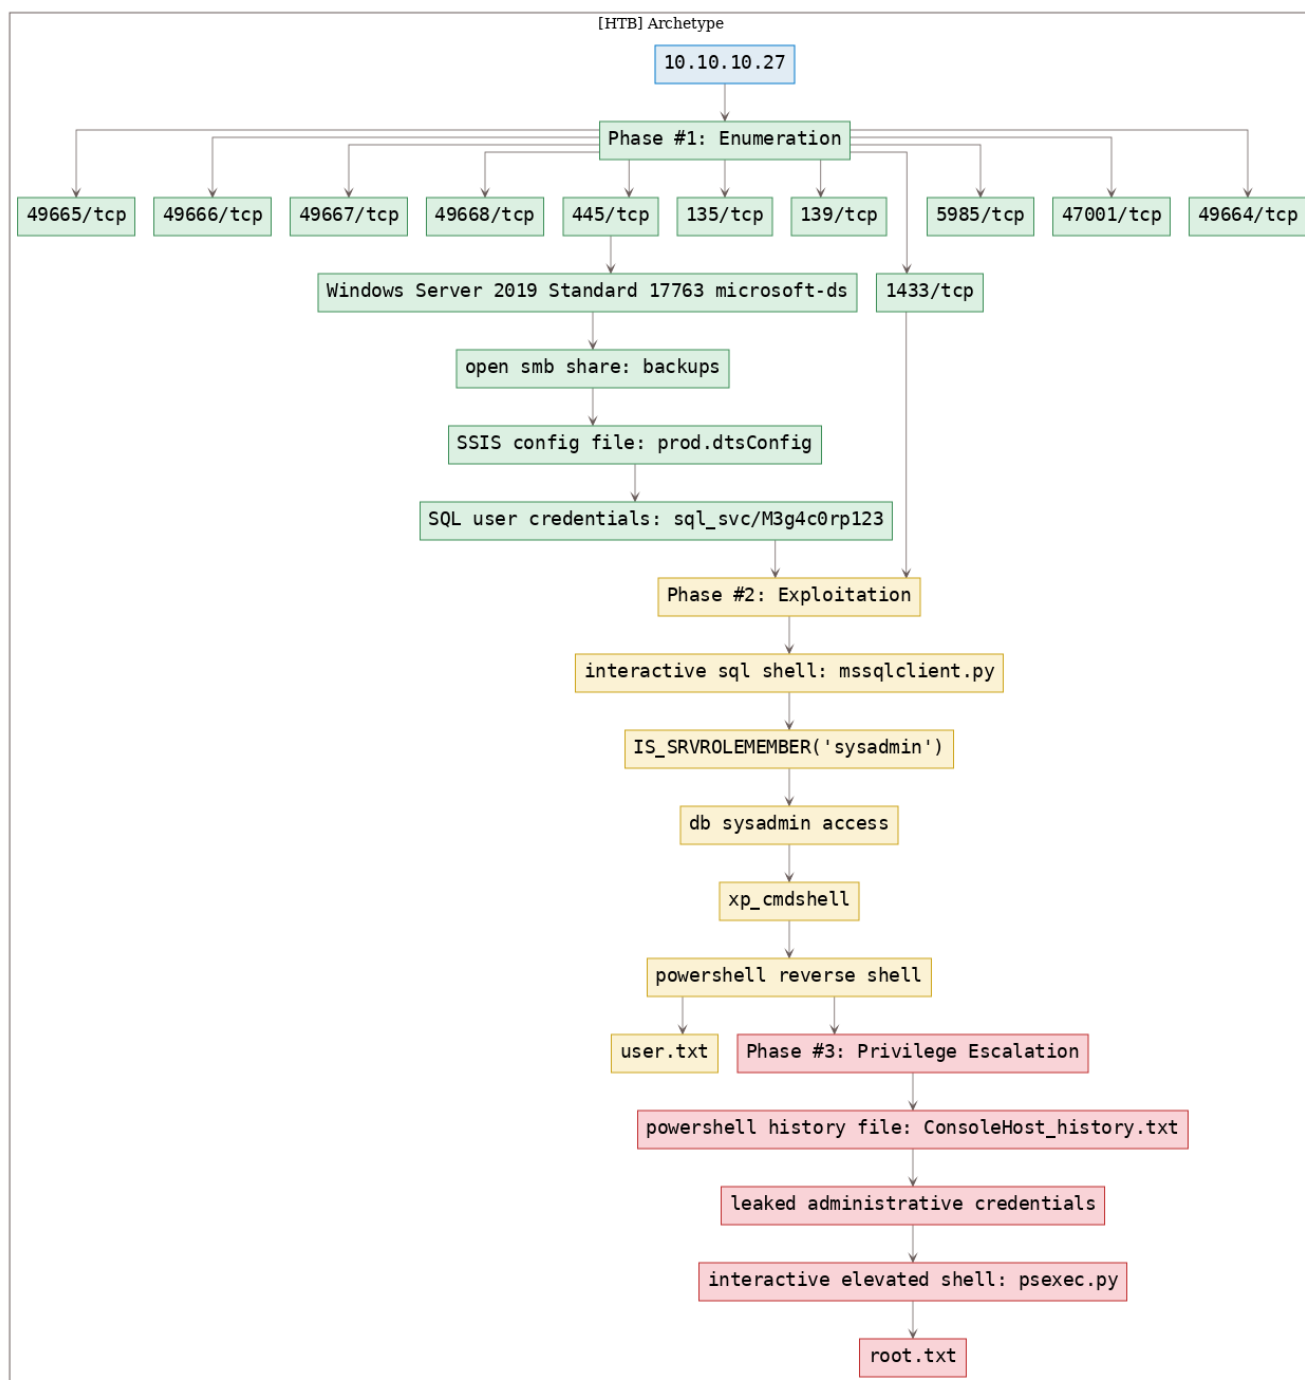 [HTB] Archetype
10.10.10.27
Phase #1: Enumeration
49665/tcp
49666/tcp
49667/tcp
49668/tcp
445/tcp
135/tcp
139/tcp
5985/tcp
47001/tcp
49664/tcp
Windows Server 2019 Standard 17763 microsoft-ds
1433/tcp
open smb share: backups
SSIS config file: prod.dtsConfig
SQL user credentials: sql_svc/M3g4c0rp123
Phase #2: Exploitation
interactive sql shell: mssqlclient.py
IS_SRVROLEMEMBER('sysadmin')
db sysadmin access
xp_cmdshell
powershell reverse shell
user.txt
Phase #3: Privilege Escalation
powershell history file: ConsoleHost_history.txt
leaked administrative credentials
interactive elevated shell: psexec.py
root.txt